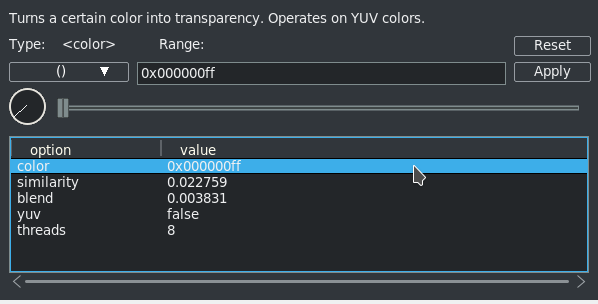 Turns a certain color into transparency. Operates on YUV colors.
Type: <color> Range: Reset
() 0x000000ff Apply
option value
color 0x000000ff
similarity 0.022759
blend 0.003831
yuv false
threads 8